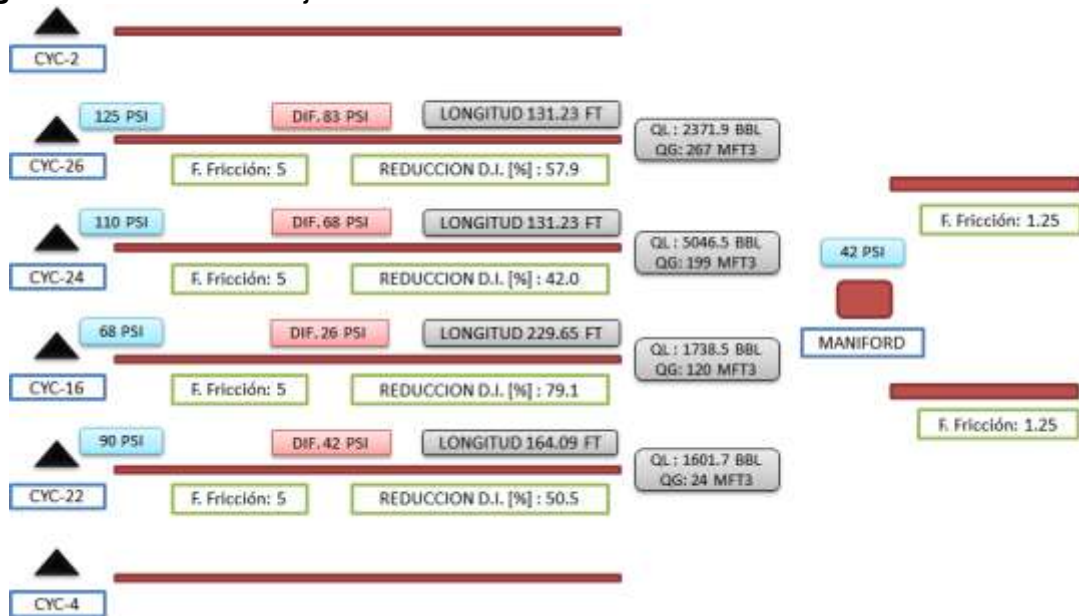 CYC-2
125 PSI
DIF. 83 PSI
LONGITUD 131.23 FT
CYC-26
F. Fricción: 5
REDUCCION D.I. [%] : 57.9
QL : 2371.9 BBL
QG: 267 MFT3
110 PSI
DIF. 68 PSI
LONGITUD 131.23 FT
CYC-24
F. Fricción: 5
REDUCCION D.I. [%] : 42.0
QL : 5046.5 BBL
QG: 199 MFT3
68 PSI
DIF. 26 PSI
LONGITUD 229.65 FT
CYC-16
F. Fricción: 5
REDUCCION D.I. [%] : 79.1
QL : 1738.5 BBL
QG: 120 MFT3
90 PSI
DIF. 42 PSI
LONGITUD 164.09 FT
CYC-22
F. Fricción: 5
REDUCCION D.I. [%] : 50.5
QL : 1601.7 BBL
QG: 24 MFT3
CYC-4
F. Fricción: 1.25
42 PSI
MANIFORD
F. Fricción: 1.25